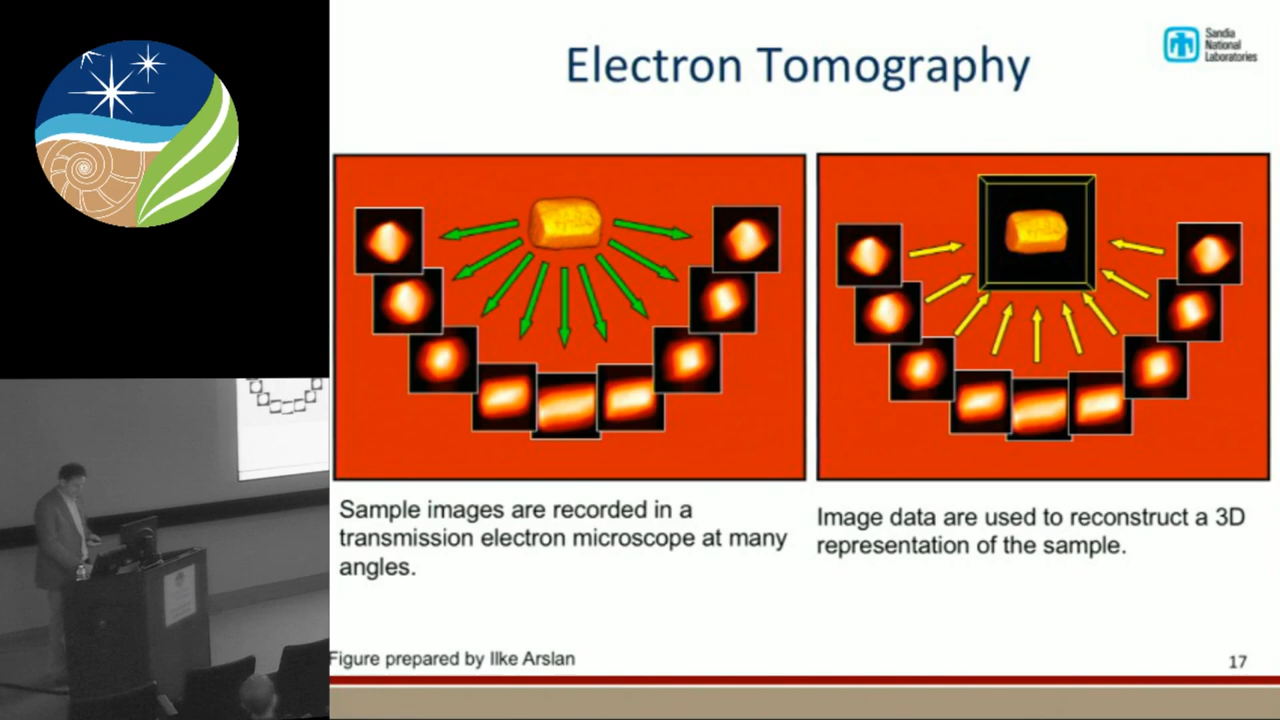 Electron Tomography
Sandia
National
Laboratories
Sample images are recorded in a
transmission electron microscope at many
angles.
Image data are used to reconstruct a 3D
representation of the sample.
Figure prepared by Ilke Arslan
17